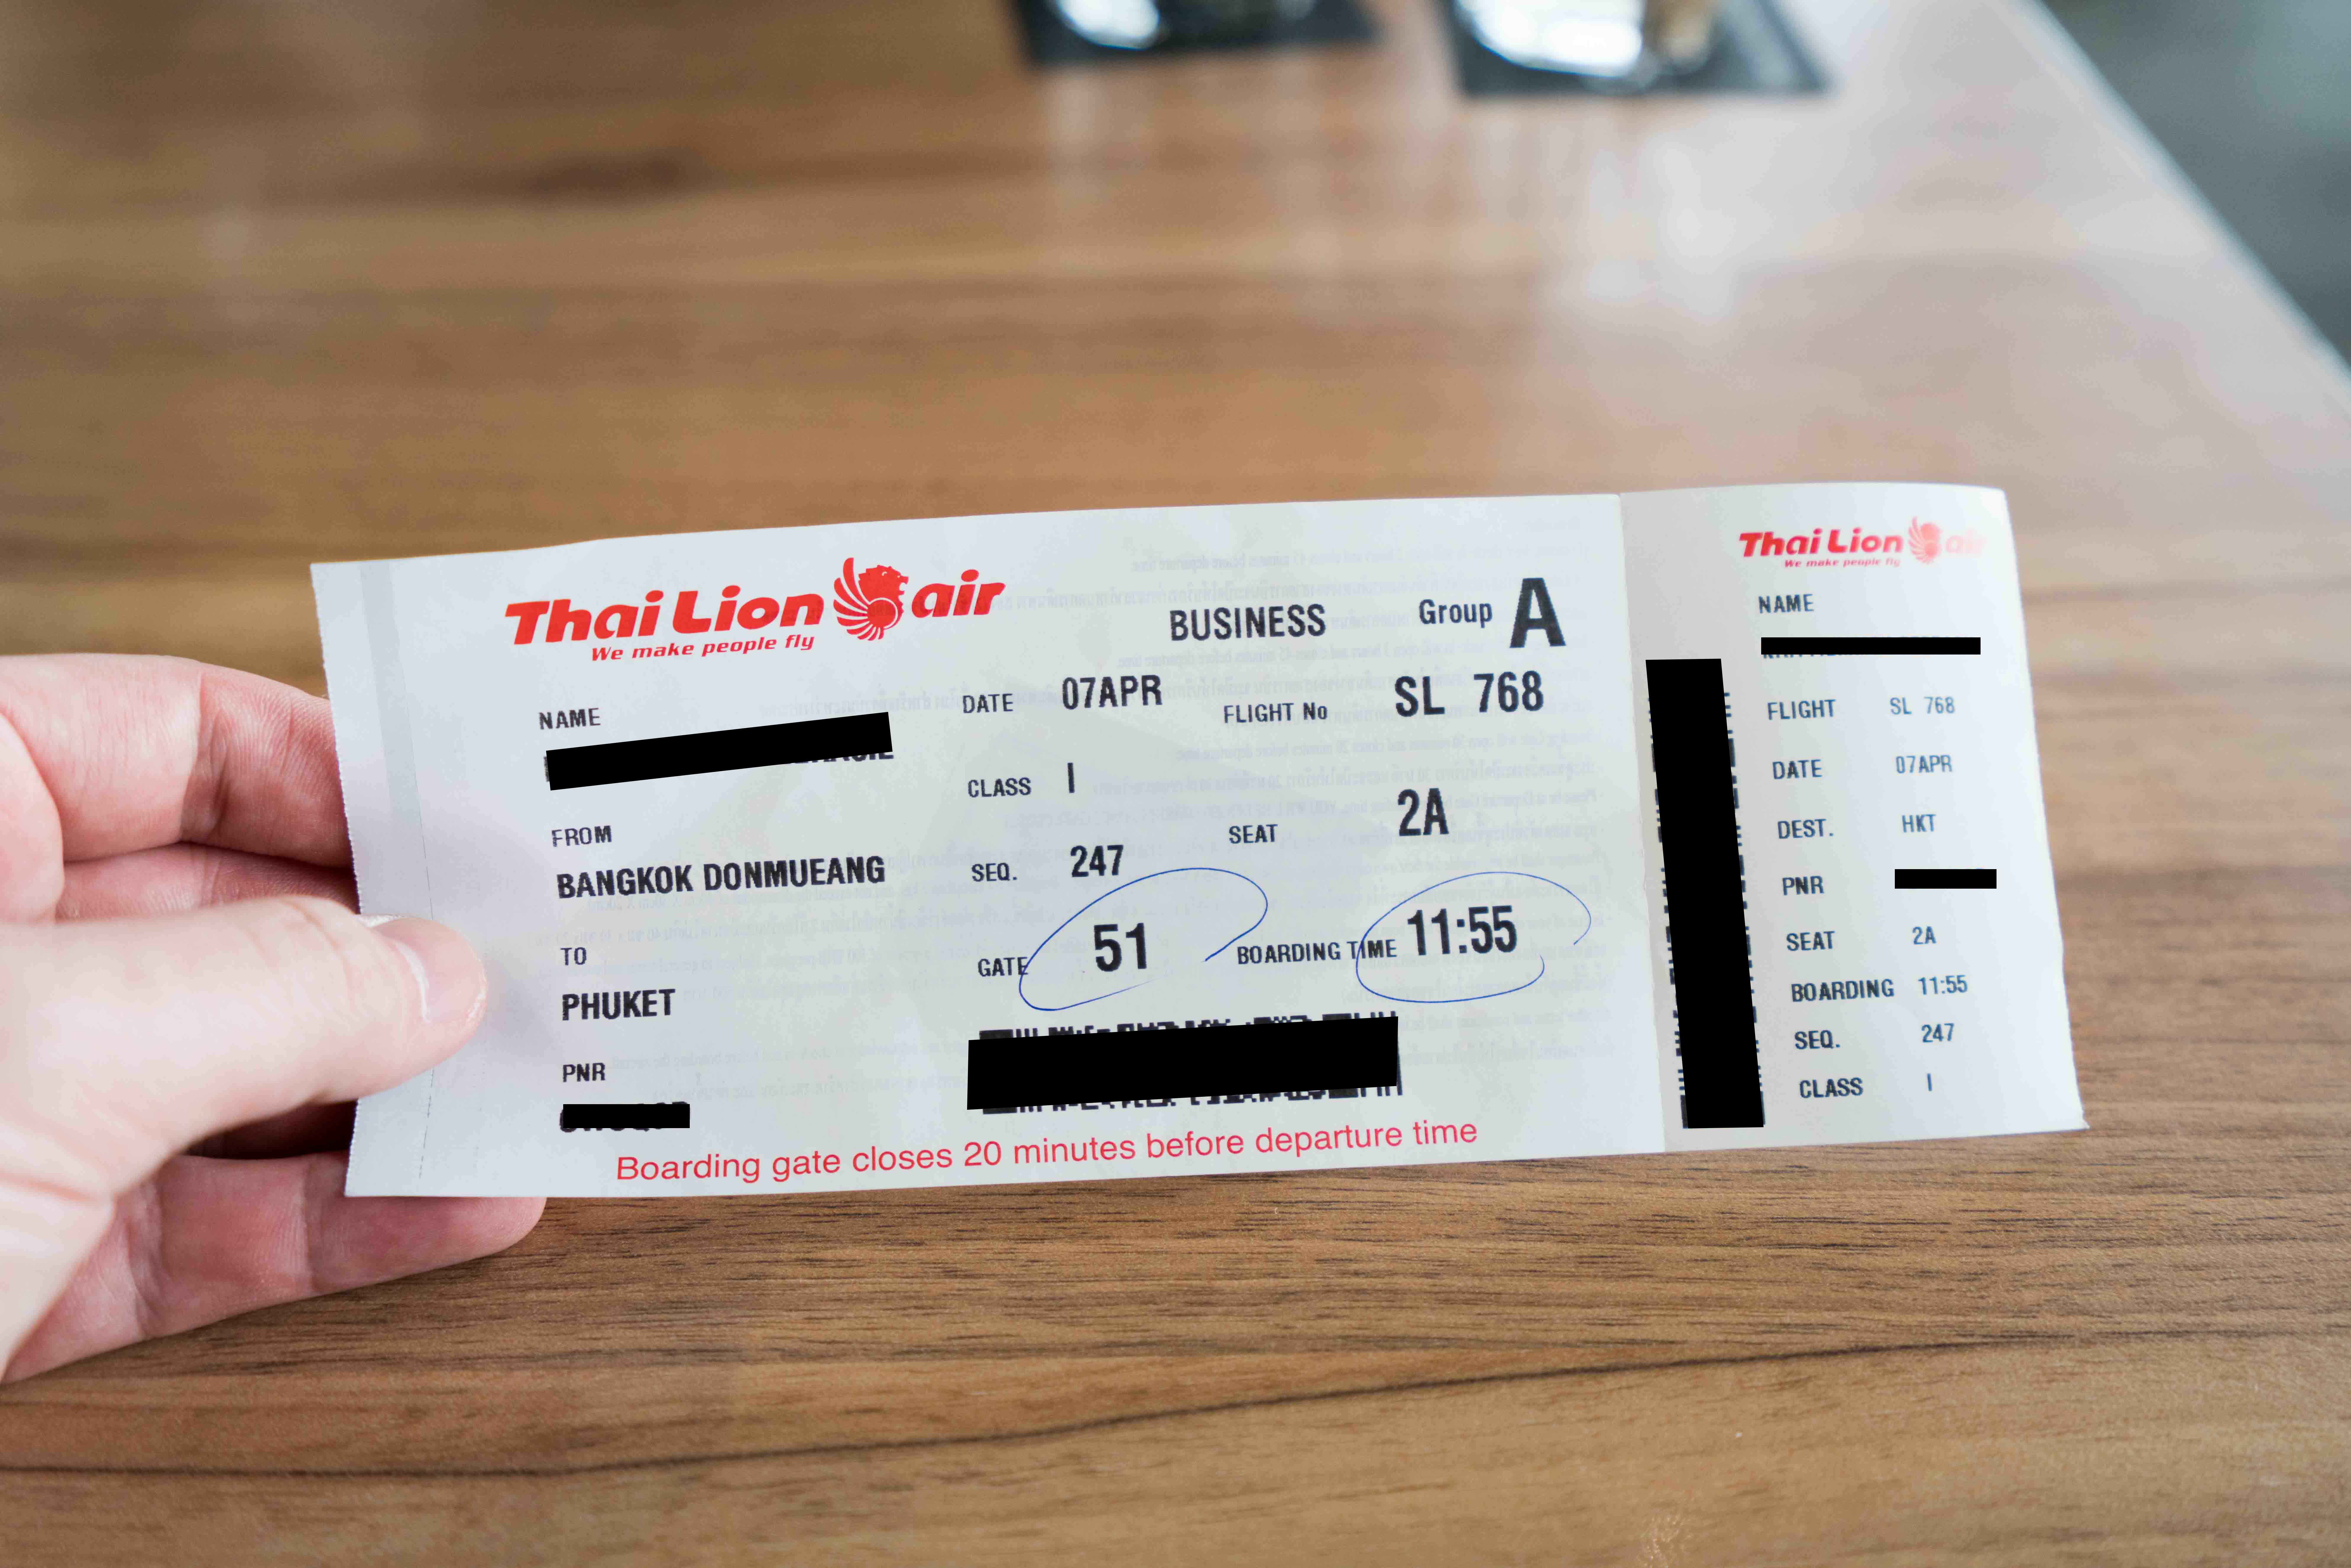 Thai Lion air
We make people fly
BUSINESS Group A
NAME
DATE 07APR FLIGHT No SL 768
CLASS I
FROM
BANGKOK DONMUEANG
SEAT 2A
SEQ. 247
TO
PHUKET
GATE 51 BOARDING TIME 11:55
PNR
Boarding gate closes 20 minutes before departure time
Thai Lion air
We make people fly
NAME
FLIGHT SL 768
DATE 07APR
DEST. HKT
PNR
SEAT 2A
BOARDING 11:55
SEQ. 247
CLASS I